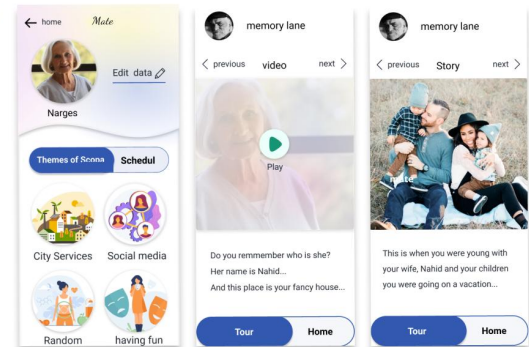 home
Mate
Edit data
Narges
Themes of
Schedul
City Services
Social media
Random
having fun
memory lane
previous
video
next
Play
Do you remmember who is she?
Her name is Nahid...
And this place is your fancy house...
Tour
Home
memory lane
previous
Story
next
This is when you were young with
your wife, Nahid and your children
you were going on a vacation...
Tour
Home